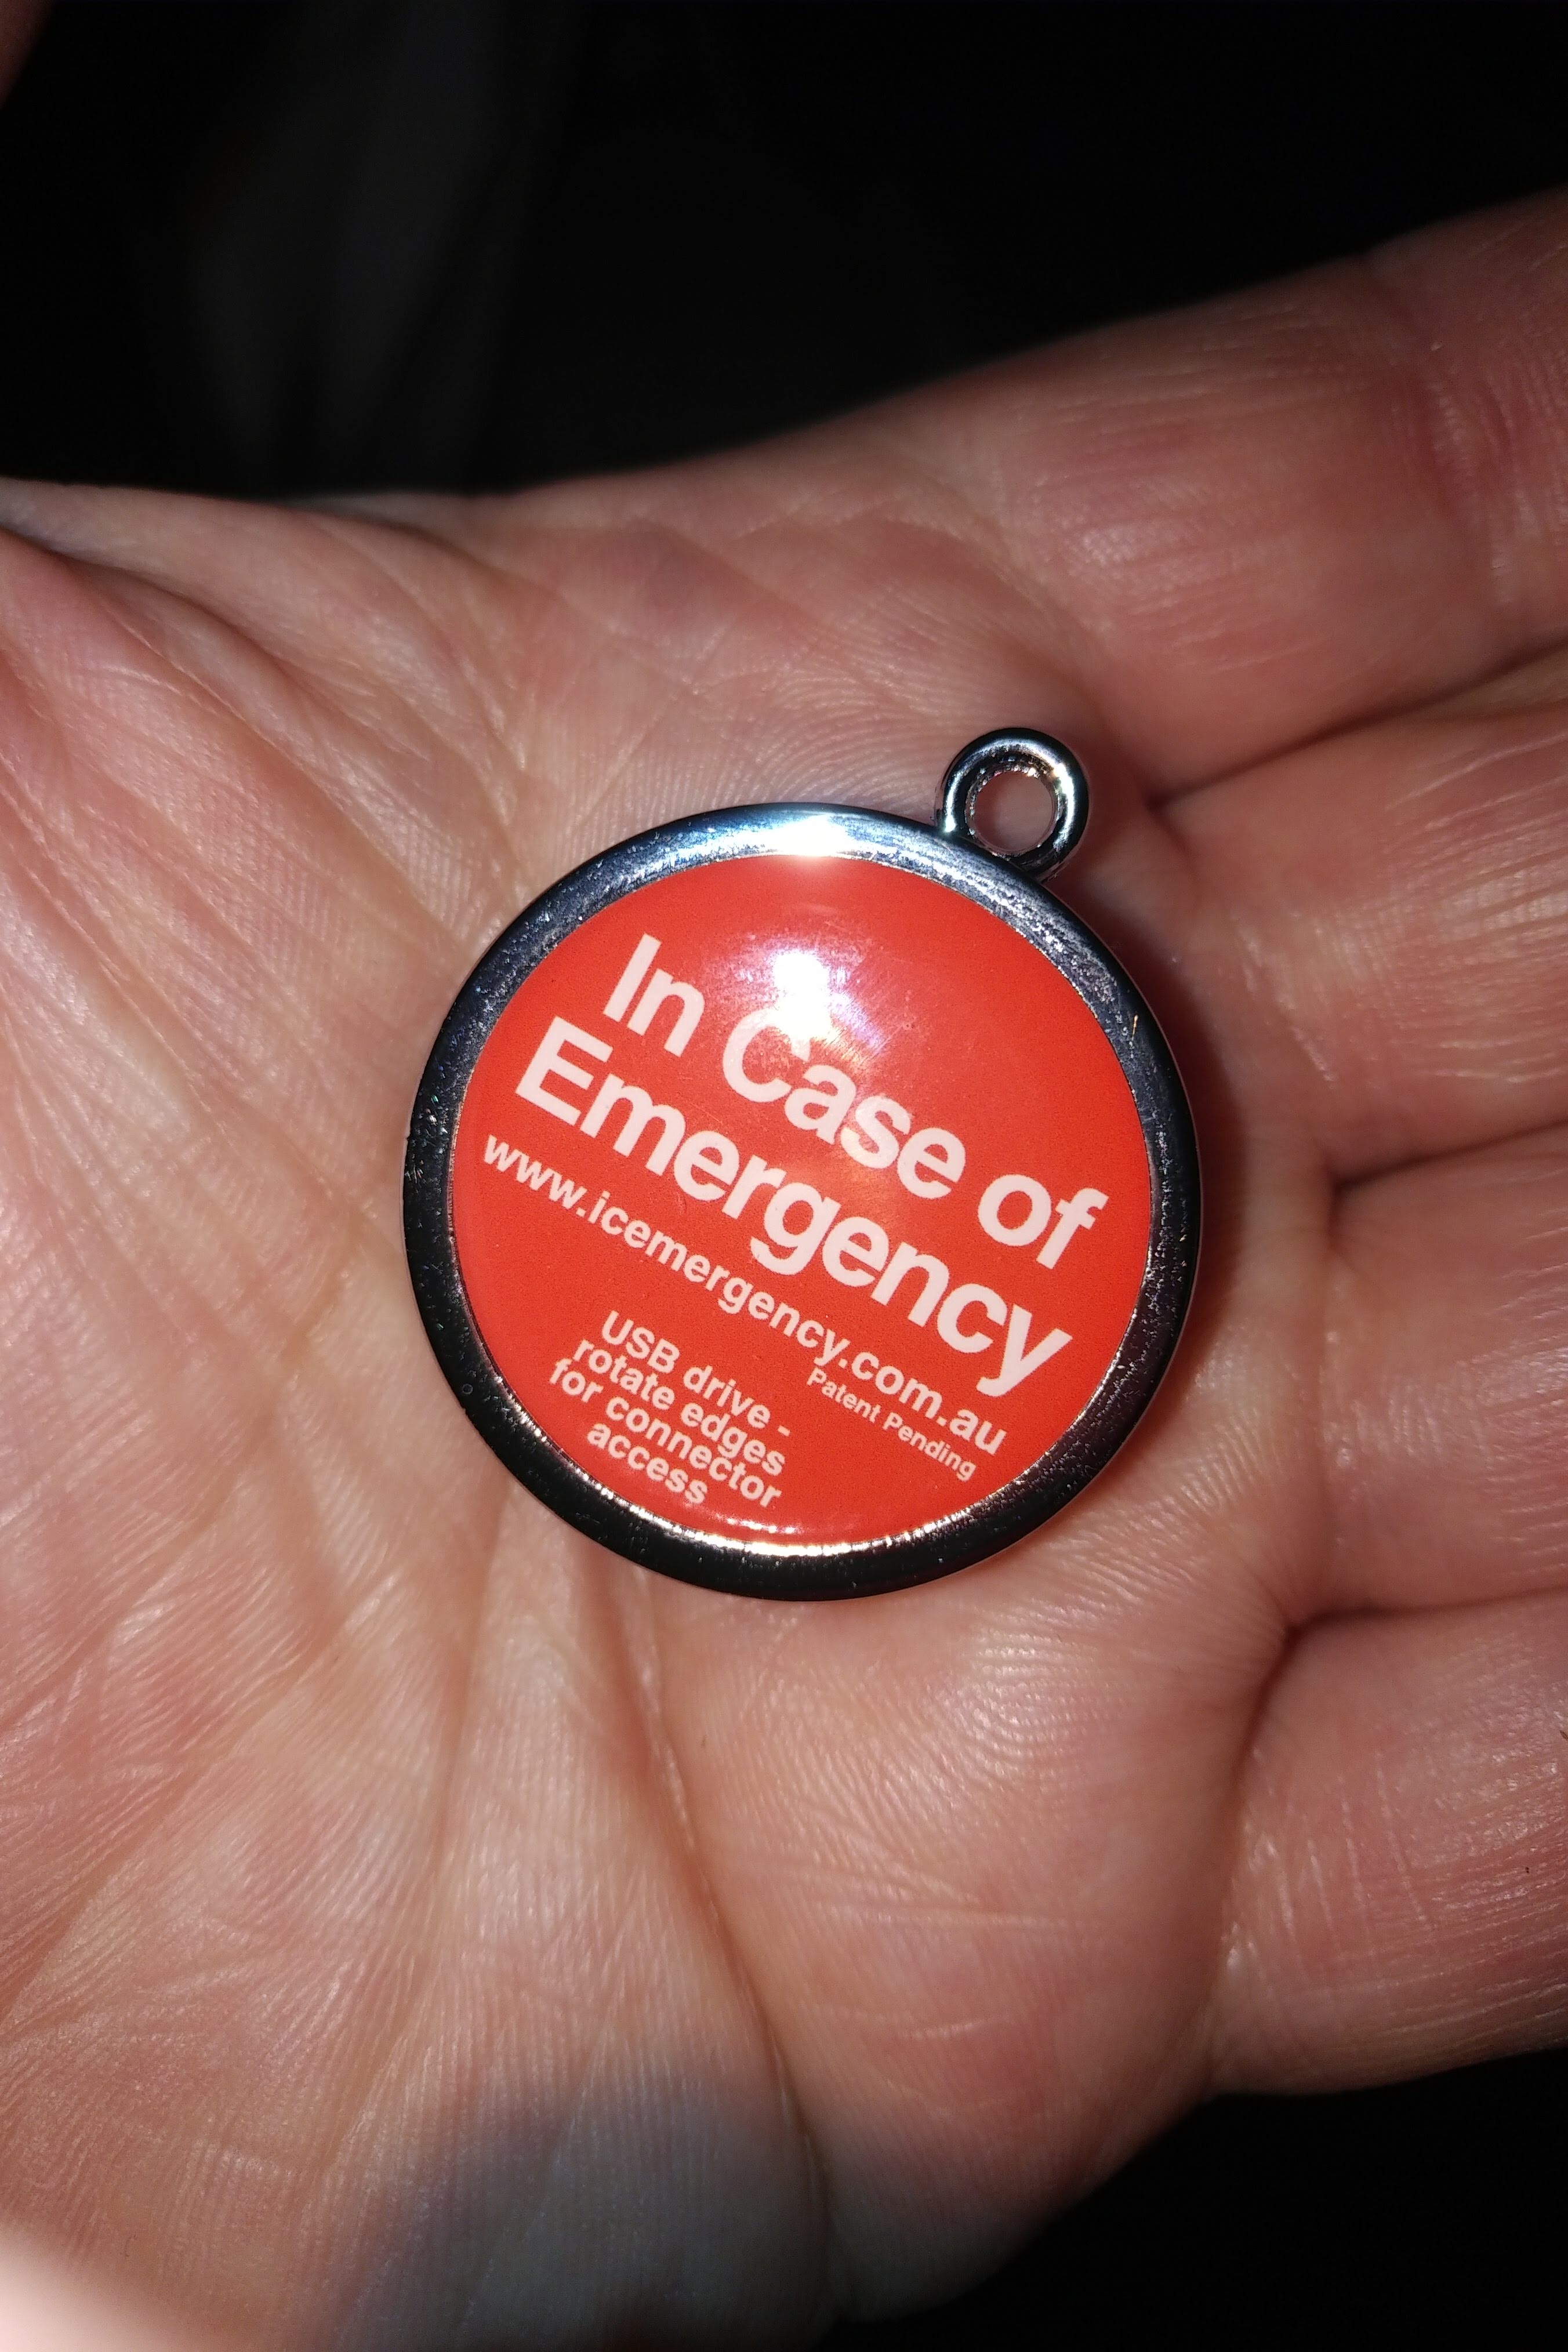 In Case of
Emergency
www.icemergency.com.au
Patent Pending
USB drive -
rotate edges
for connector
access